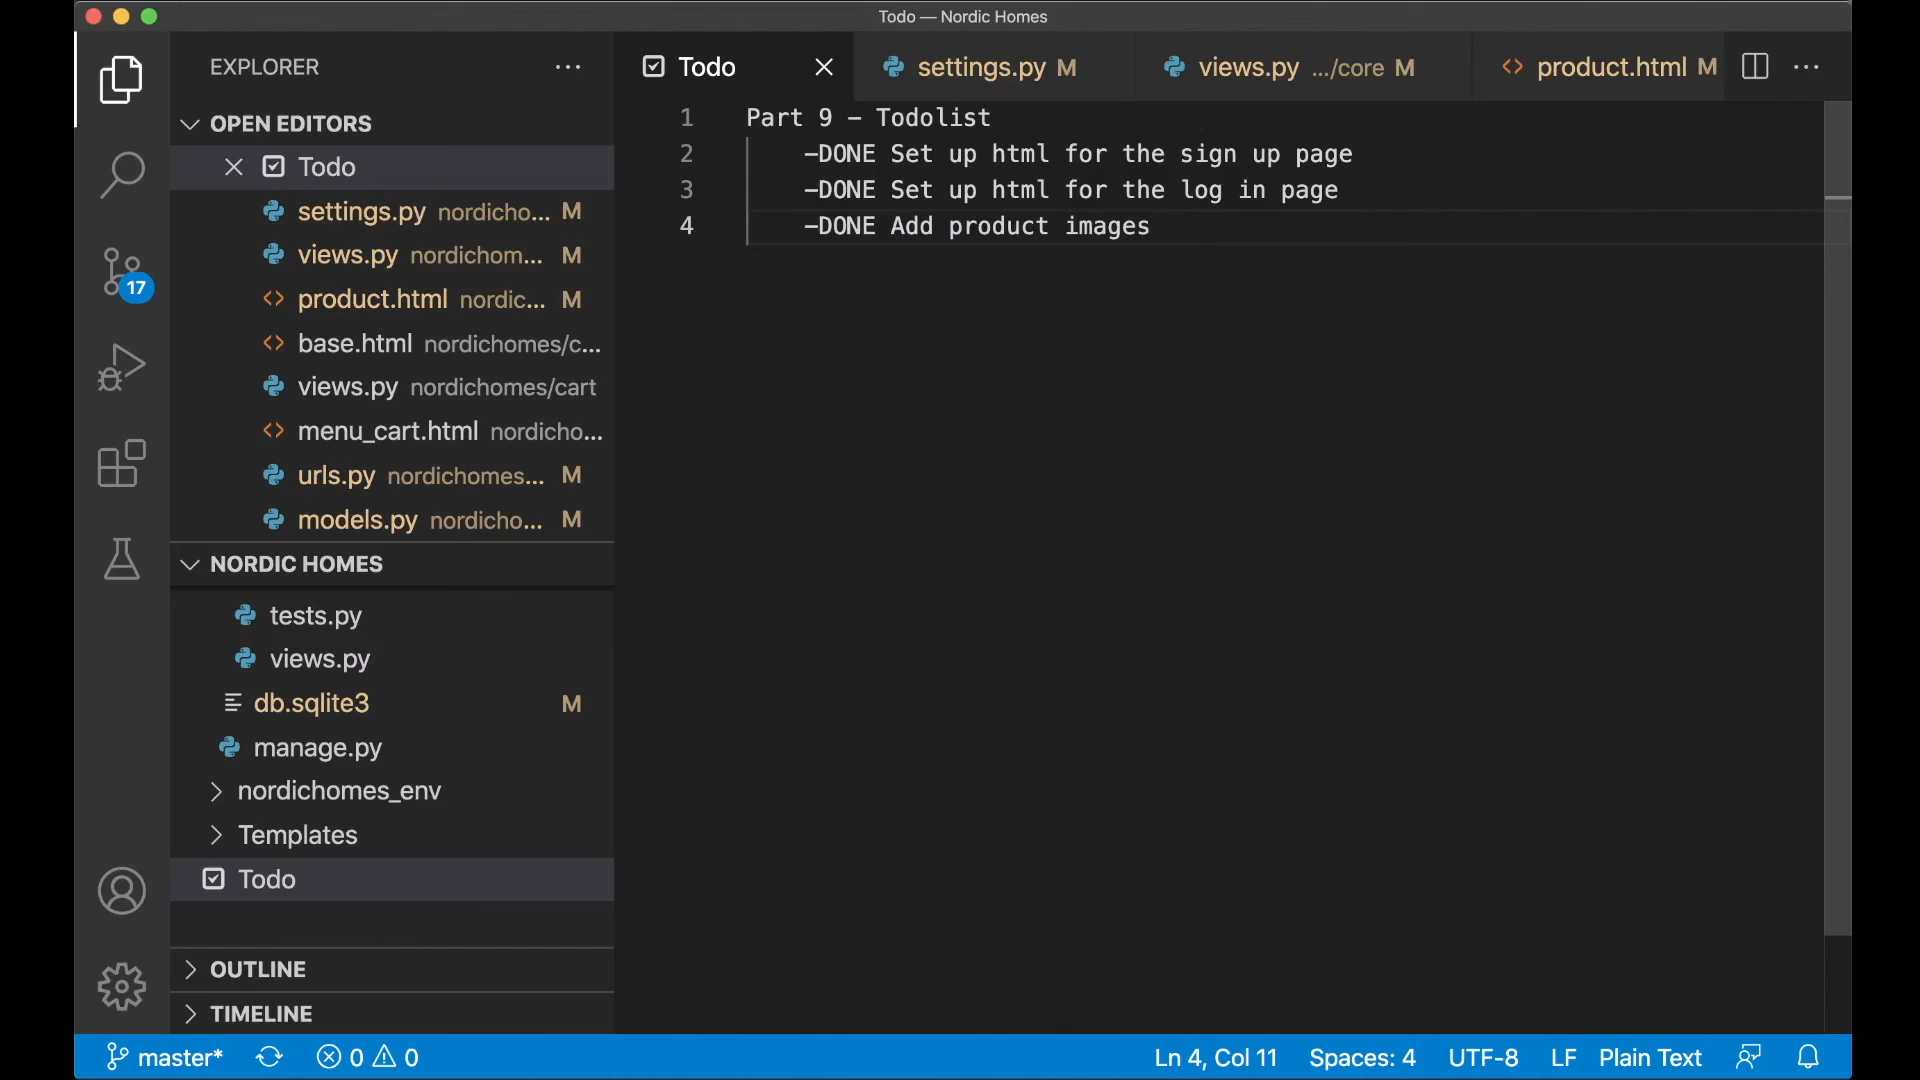 Todo — Nordic Homes
EXPLORER
OPEN EDITORS
Todo
settings.py nordicho... M
views.py nordichom... M
product.html nordic... M
base.html nordichomes/c...
views.py nordichomes/cart
menu_cart.html nordicho...
urls.py nordichomes... M
models.py nordicho... M
NORDIC HOMES
tests.py
views.py
db.sqlite3 M
manage.py
nordichomes_env
Templates
Todo
OUTLINE
TIMELINE
17
Todo settings.py M views.py .../core M product.html M
1 Part 9 - Todolist
2 -DONE Set up html for the sign up page
3 -DONE Set up html for the log in page
4 -DONE Add product images
master* 0 0 Ln 4, Col 11 Spaces: 4 UTF-8 LF Plain Text